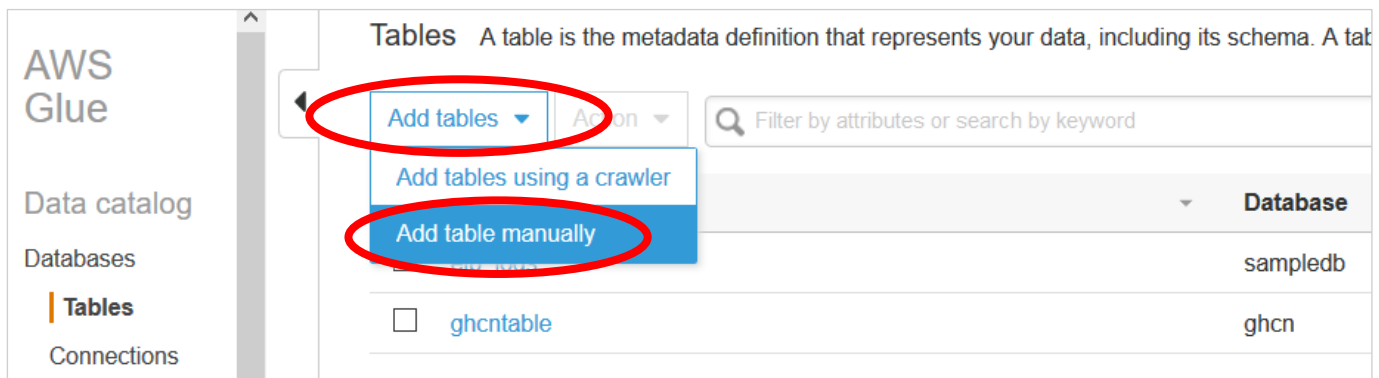 AWS
Glue
Data catalog
Databases
Tables
Connections
Tables A table is the metadata definition that represents your data, including its schema. A
Add tables Action Filter by attributes or search by keyword
Add tables using a crawler
Add table manually
Database
sampledb
ghcntable ghcn